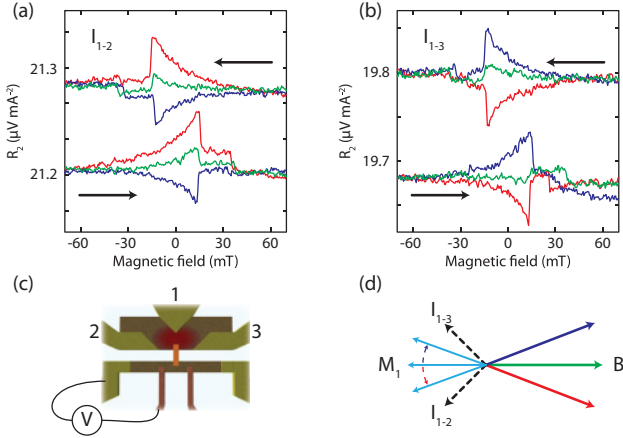 (a)
I1-2
R2 (μV mA⁻²)
21.3
21.2
-60 -30 0 30 60
Magnetic field (mT)
(b)
I1-3
R2 (μV mA⁻²)
19.8
19.7
-60 -30 0 30 60
Magnetic field (mT)
(c)
1
2
3
V
(d)
I1-3
M1
B
I1-2